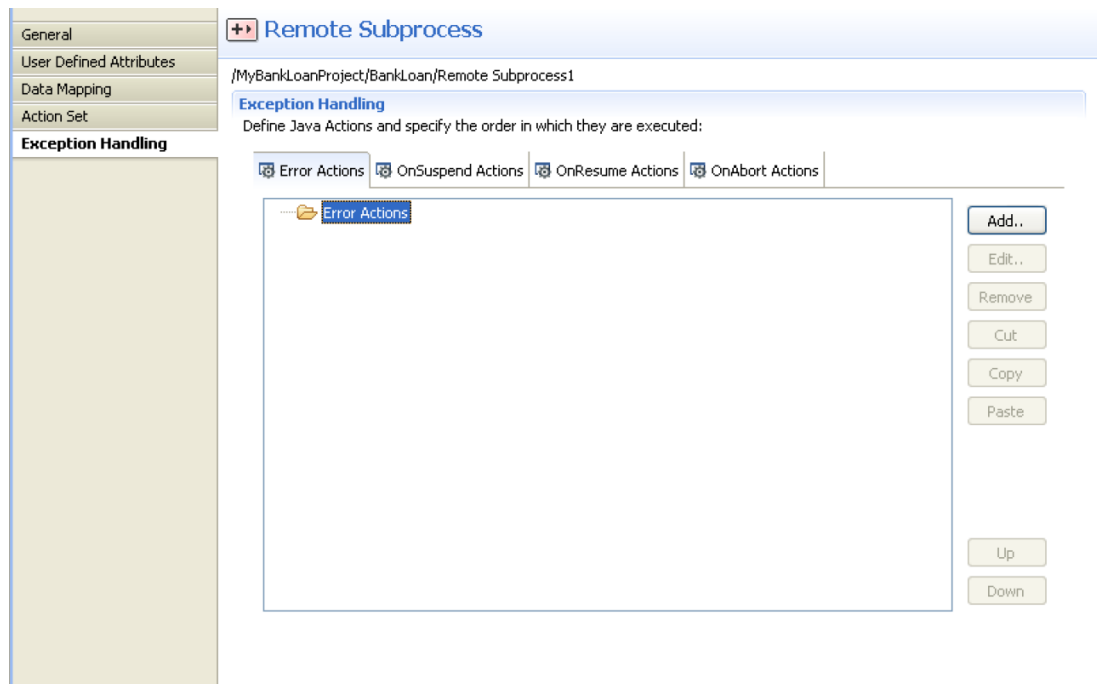 General
User Defined Attributes
Data Mapping
Action Set
Exception Handling
Remote Subprocess
/MyBankLoanProject/BankLoan/Remote Subprocess1
Exception Handling
Define Java Actions and specify the order in which they are executed:
Error Actions OnSuspend Actions OnResume Actions OnAbort Actions
Error Actions
Add..
Edit..
Remove
Cut
Copy
Paste
Up
Down